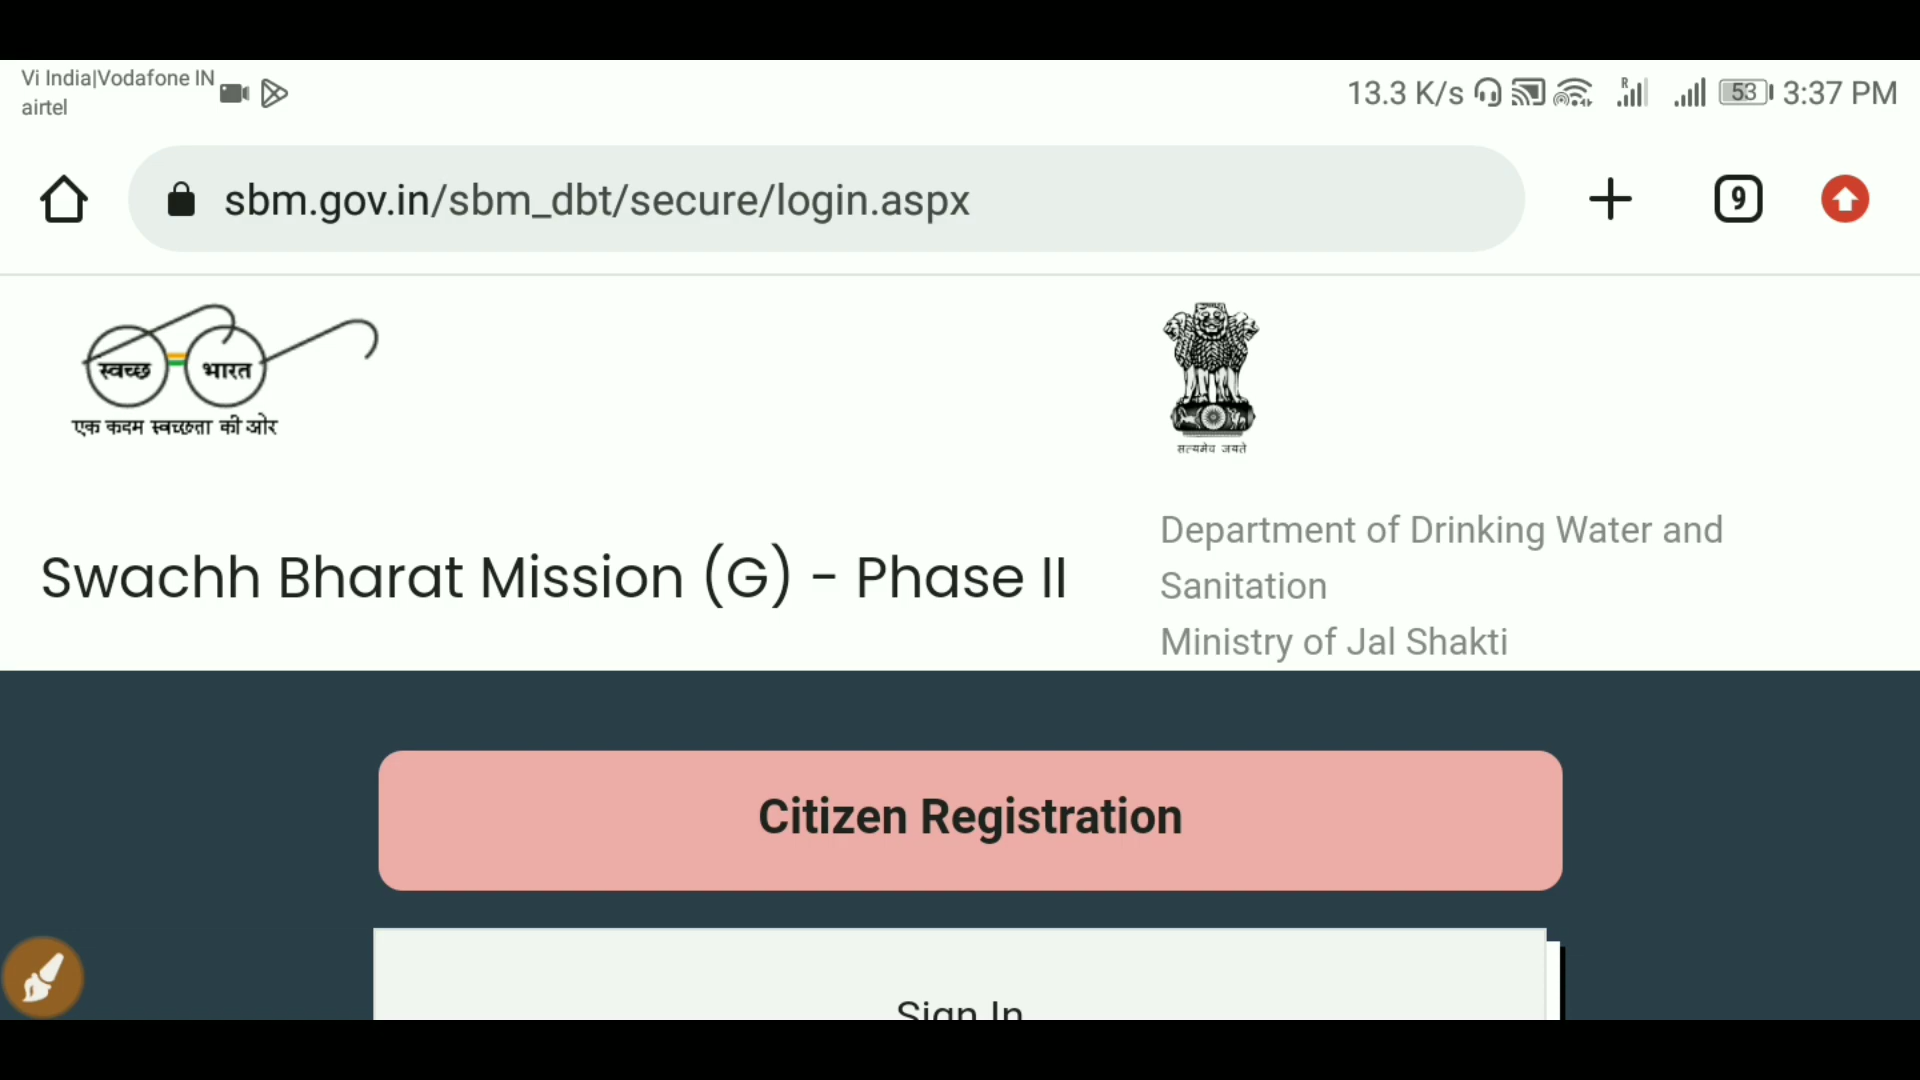 Vi India|Vodafone IN
airtel
13.3 K/s R 53 3:37 PM
sbm.gov.in/sbm_dbt/secure/login.aspx
9
स्वच्छ भारत
एक कदम स्वच्छता की ओर
सत्यमेव जयते
Swachh Bharat Mission (G) - Phase II
Department of Drinking Water and
Sanitation
Ministry of Jal Shakti
Citizen Registration
Sign In